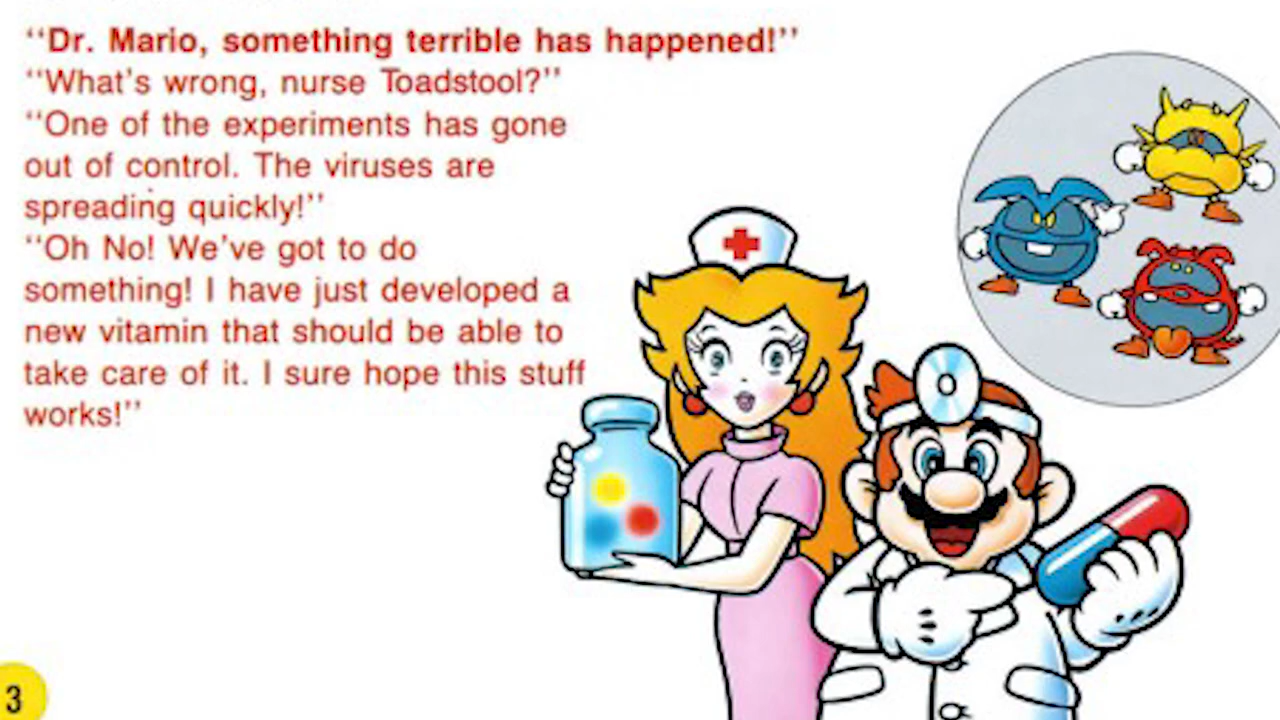 ‘‘Dr. Mario, something terrible has happened!’’
‘‘What’s wrong, nurse Toadstool?’’
‘‘One of the experiments has gone
out of control. The viruses are
spreading quickly!’’
‘‘Oh No! We’ve got to do
something! I have just developed a
new vitamin that should be able to
take care of it. I sure hope this stuff
works!’’
3